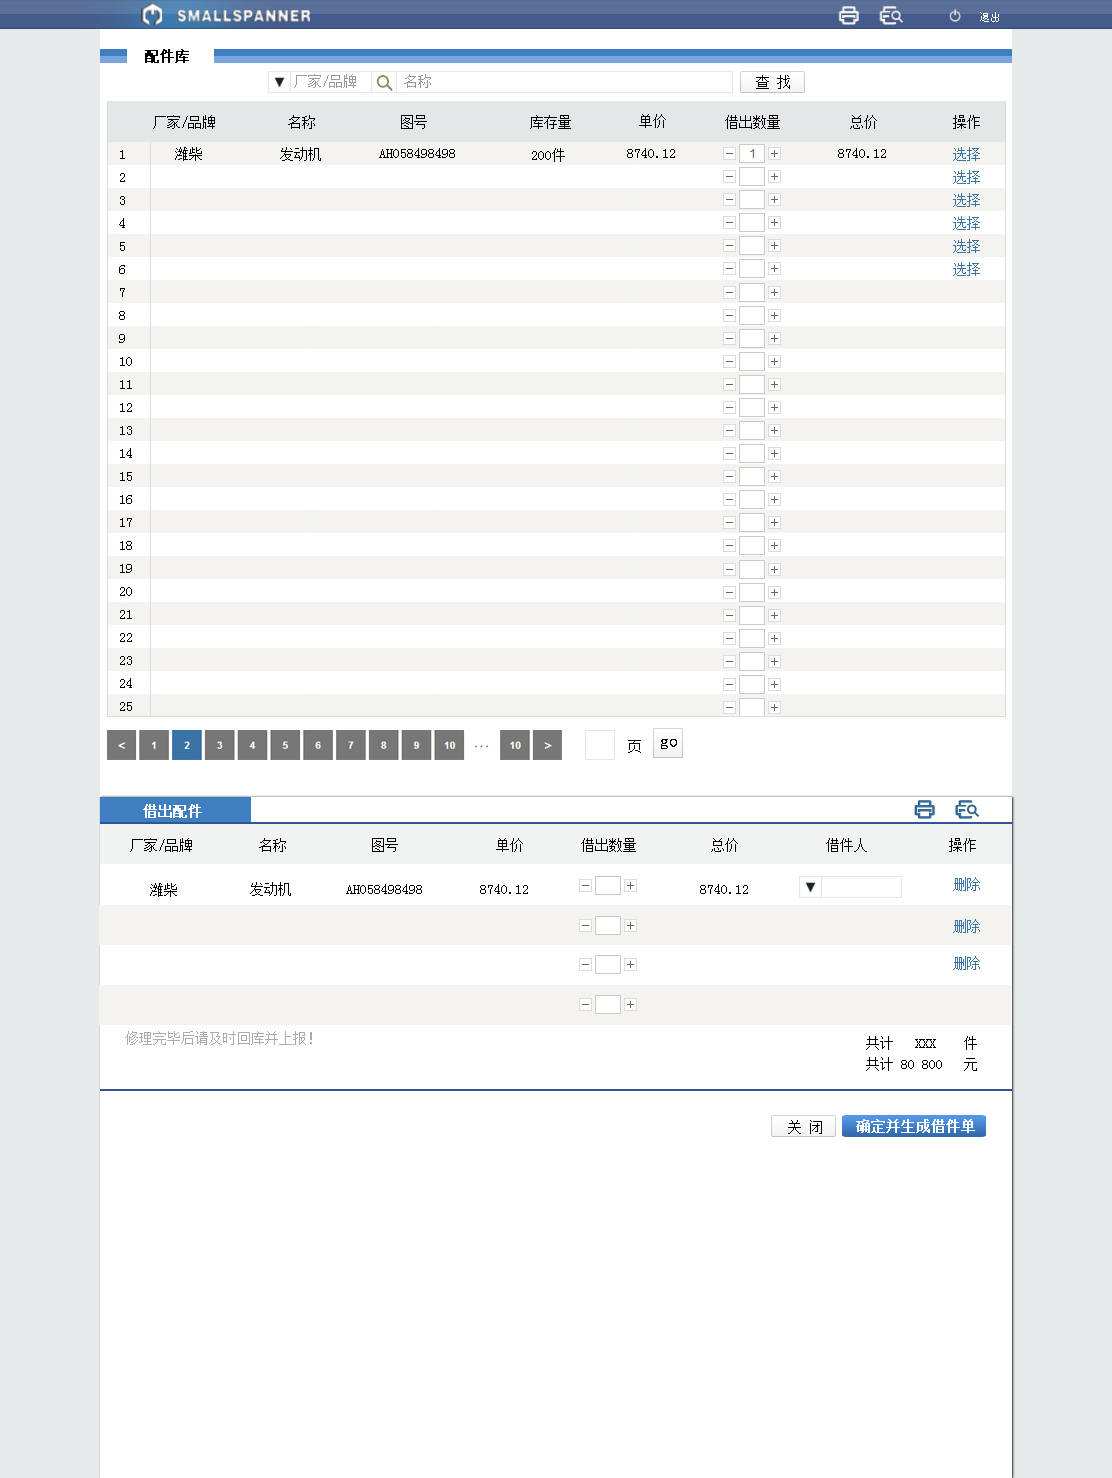 SMALLSPANNER 退出
配件库
▼ 厂家/品牌 名称 查 找
厂家/品牌 名称 图号 库存量 单价 借出数量 总价 操作
1 潍柴 发动机 AH058498498 200件 8740.12 − 1 + 8740.12 选择
2 − + 选择
3 − + 选择
4 − + 选择
5 − + 选择
6 − + 选择
7 − +
8 − +
9 − +
10 − +
11 − +
12 − +
13 − +
14 − +
15 − +
16 − +
17 − +
18 − +
19 − +
20 − +
21 − +
22 − +
23 − +
24 − +
25 − +
< 1 2 3 4 5 6 7 8 9 10 ··· 10 > 页 go
借出配件
厂家/品牌 名称 图号 单价 借出数量 总价 借件人 操作
潍柴 发动机 AH058498498 8740.12 − + 8740.12 ▼ 删除
− + 删除
− + 删除
− +
修理完毕后请及时回库并上报!
共计 XXX 件
共计 80 800 元
关 闭 确定并生成借件单